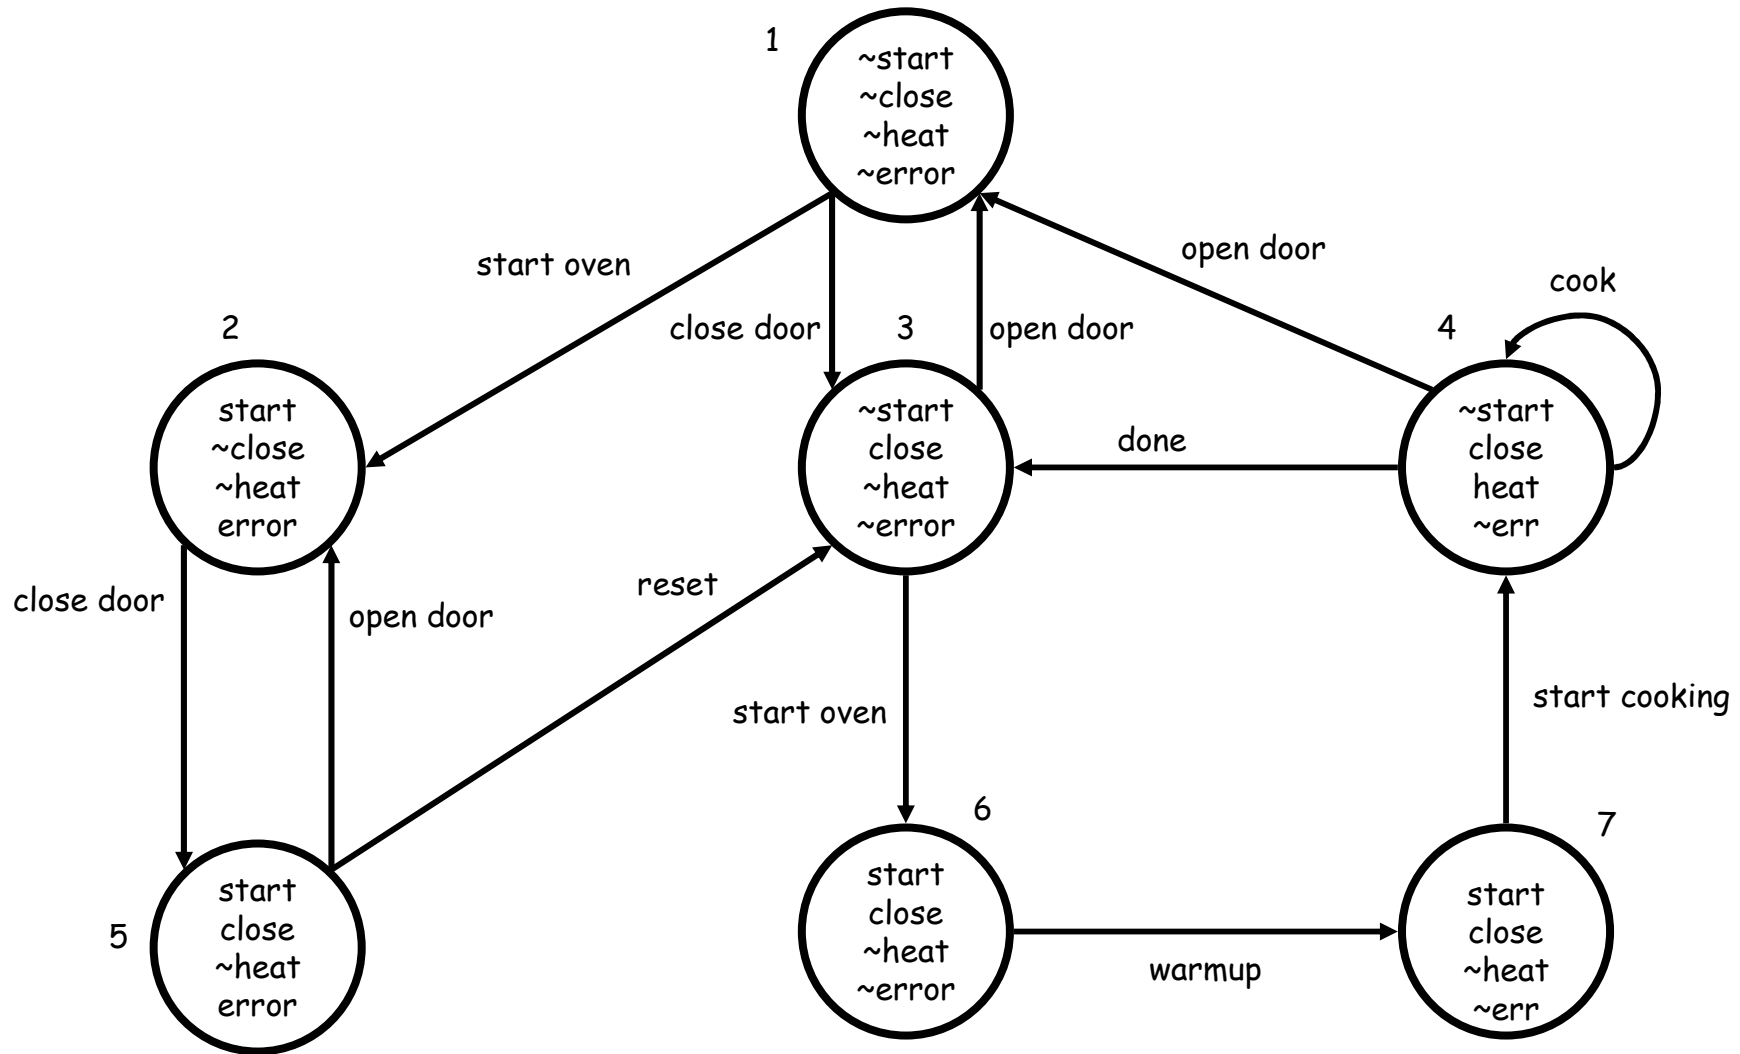 1
~start
~close
~heat
~error
start oven
close door
open door
open door
cook
2
start
~close
~heat
error
3
~start
close
~heat
~error
done
4
~start
close
heat
~err
close door
open door
reset
start oven
start cooking
5
start
close
~heat
error
6
start
close
~heat
~error
warmup
7
start
close
~heat
~err